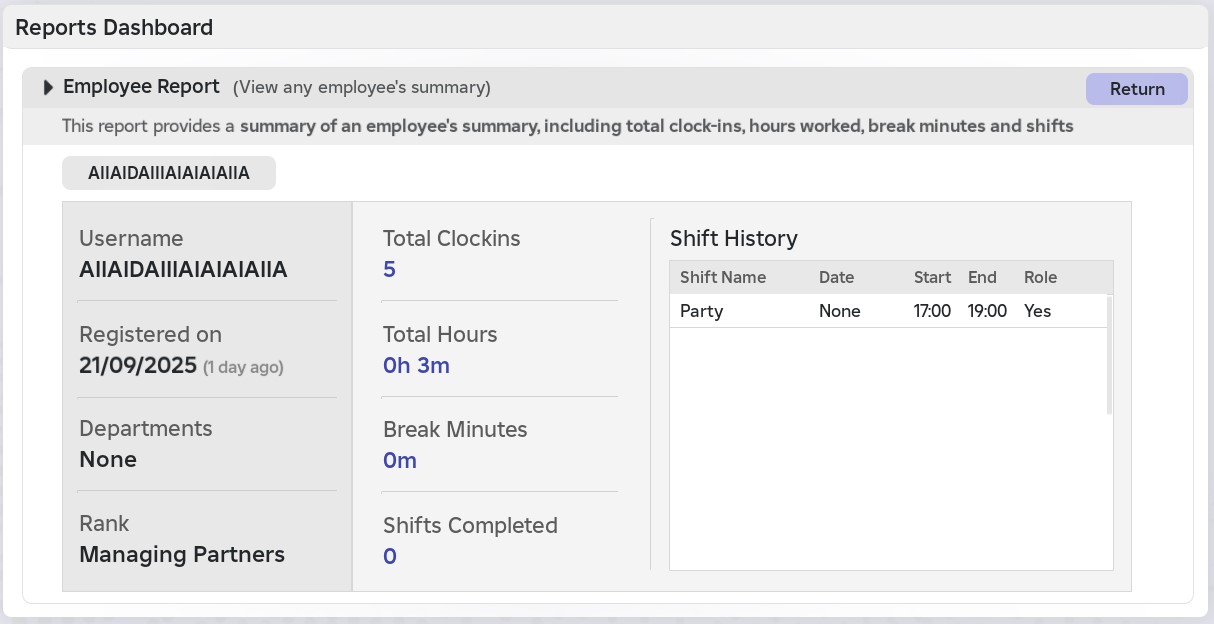 Reports Dashboard
Employee Report (View any employee's summary)
Return
This report provides a summary of an employee's summary, including total clock-ins, hours worked, break minutes and shifts
AIIAIDAIIIAIAIAIAIIA
Username
AIIAIDAIIIAIAIAIAIIA
Registered on
21/09/2025 (1 day ago)
Departments
None
Rank
Managing Partners
Total Clockins
5
Total Hours
0h 3m
Break Minutes
0m
Shifts Completed
0
Shift History
Shift Name Date Start End Role
Party None 17:00 19:00 Yes